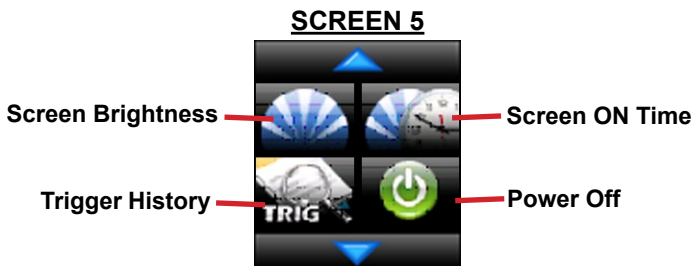 SCREEN 5
Screen Brightness
Screen ON Time
Trigger History
TRIG
Power Off